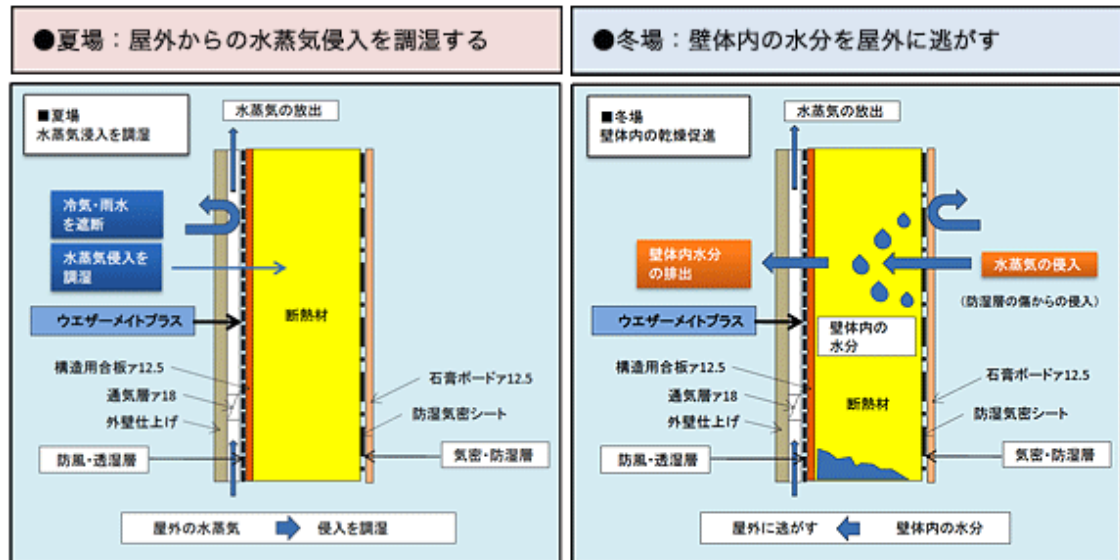 ●夏場：屋外からの水蒸気侵入を調湿する
■夏場
水蒸気浸入を調湿
水蒸気の放出
冷気・雨水
を遮断
水蒸気侵入を
調湿
ウエザーメイトプラス
断熱材
構造用合板ァ12.5
通気層ァ18
外壁仕上げ
防風・透湿層
石膏ボードァ12.5
防湿気密シート
気密・防湿層
屋外の水蒸気
侵入を調湿
●冬場：壁体内の水分を屋外に逃がす
■冬場
壁体内の乾燥促進
水蒸気の放出
壁体内水分
の排出
水蒸気の侵入
（防湿層の傷からの侵入）
ウエザーメイトプラス
壁体内の
水分
断熱材
構造用合板ァ12.5
通気層ァ18
外壁仕上げ
防風・透湿層
石膏ボードァ12.5
防湿気密シート
気密・防湿層
屋外に逃がす
壁体内の水分